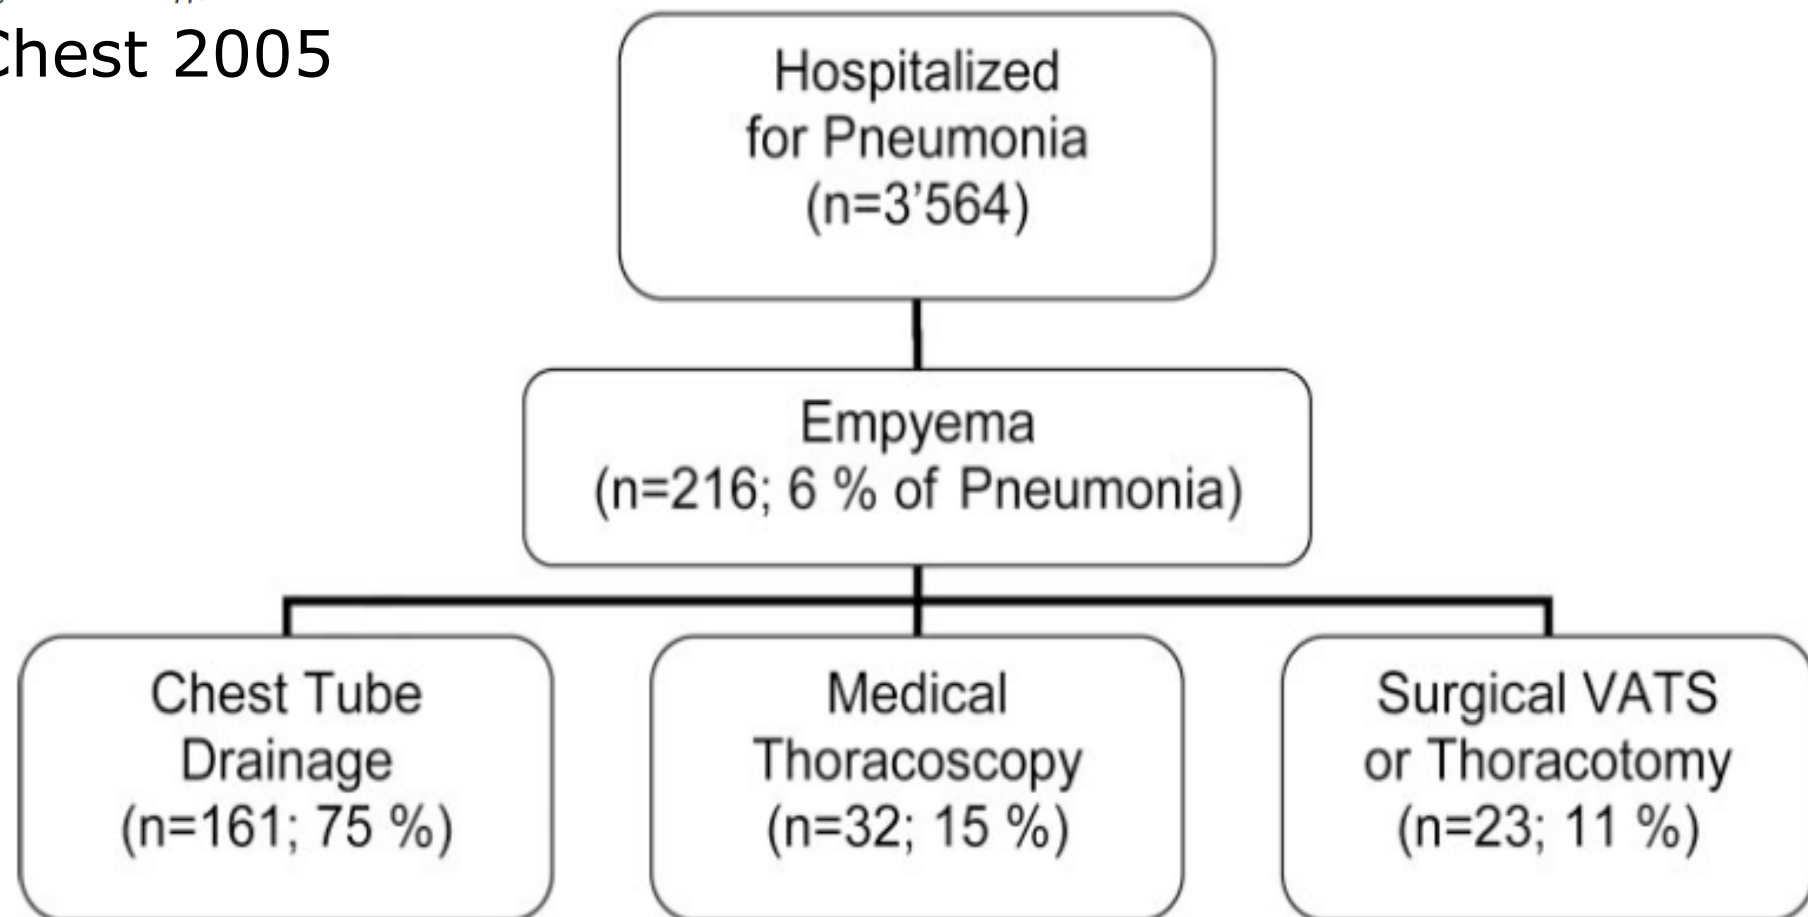 Chest 2005
Hospitalized
for Pneumonia
(n=3’564)
Empyema
(n=216; 6 % of Pneumonia)
Chest Tube
Drainage
(n=161; 75 %)
Medical
Thoracoscopy
(n=32; 15 %)
Surgical VATS
or Thoracotomy
(n=23; 11 %)